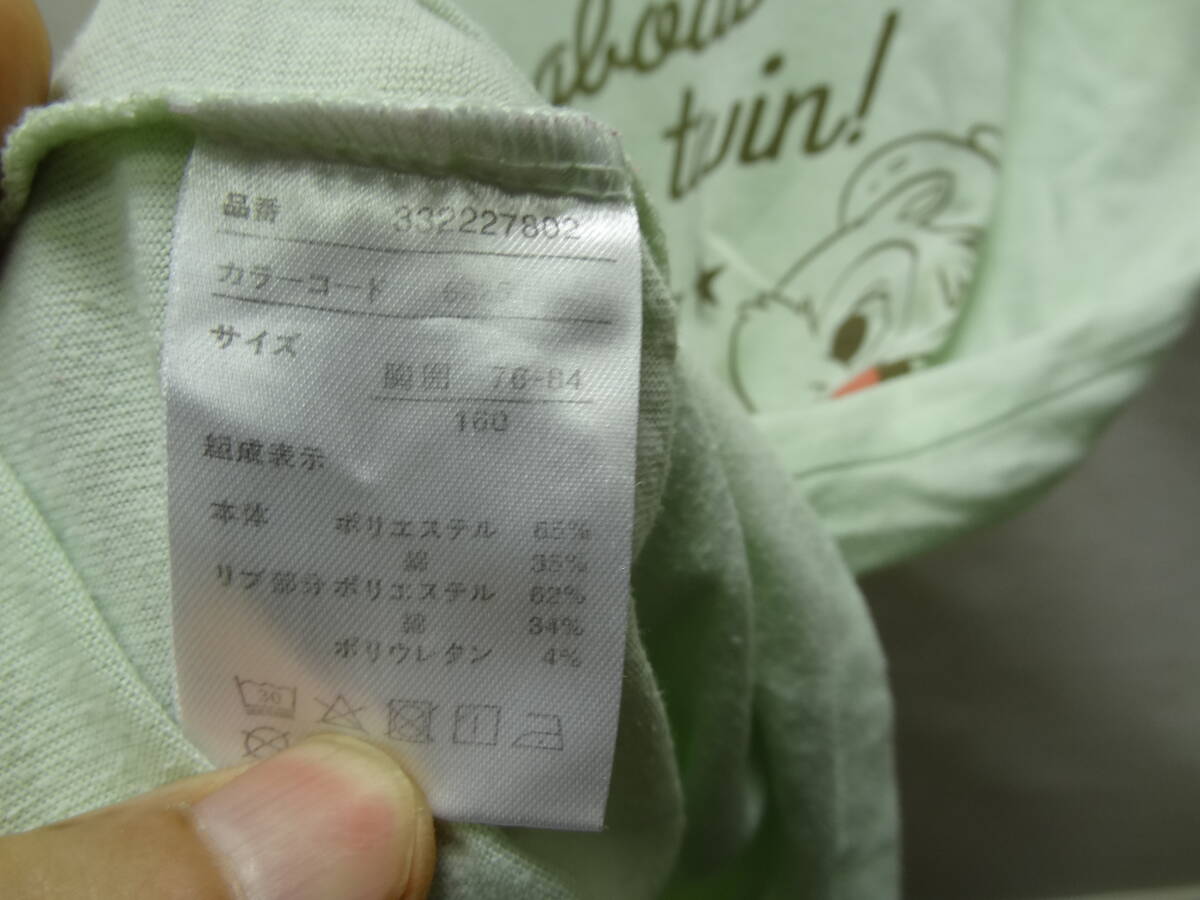 about
twin!
品番 332227802
カラーコード
サイズ
胸囲 76-84
160
組成表示
本体 ポリエステル 65%
綿 35%
リブ部分 ポリエステル 62%
綿 34%
ポリウレタン 4%
30